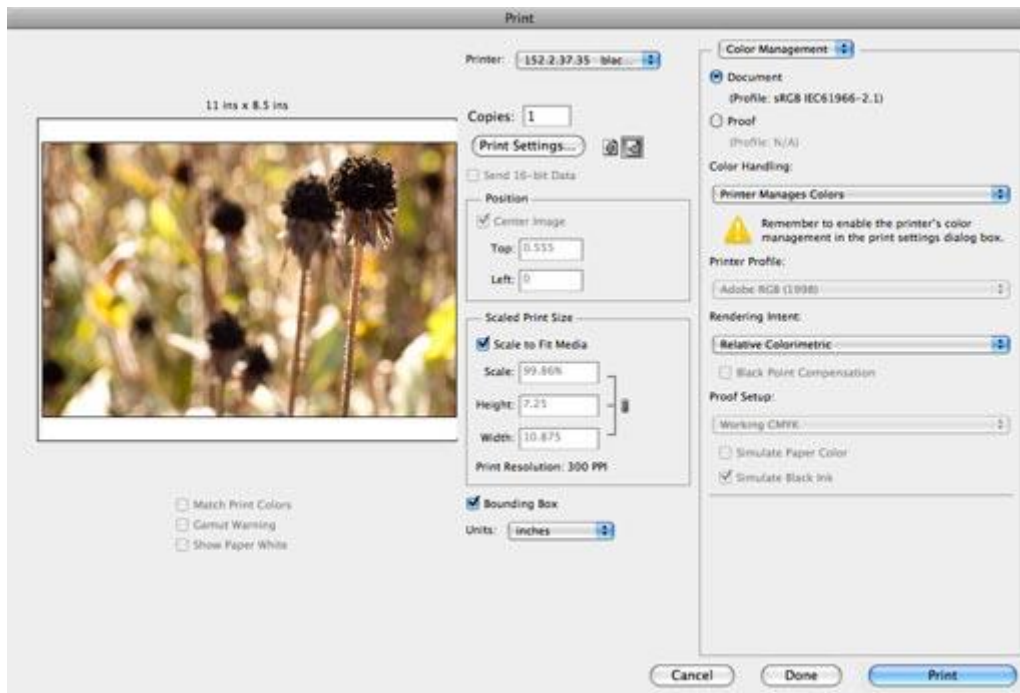 Print
11 ins x 8.5 ins
Match Print Colors
Gamut Warning
Show Paper White
Printer: 152.2.37.35 blac...
Copies: 1
Print Settings...
Send 16-bit Data
Position
Center Image
Top: 0.555
Left: 0
Scaled Print Size
Scale to Fit Media
Scale: 99.86%
Height: 7.25
Width: 10.875
Print Resolution: 300 PPI
Bounding Box
Units: inches
Color Management
Document
(Profile: sRGB IEC61966-2.1)
Proof
(Profile: N/A)
Color Handling:
Printer Manages Colors
Remember to enable the printer's color
management in the print settings dialog box.
Printer Profile:
Adobe RGB (1998)
Rendering Intent:
Relative Colorimetric
Black Point Compensation
Proof Setup:
Working CMYK
Simulate Paper Color
Simulate Black Ink
Cancel
Done
Print